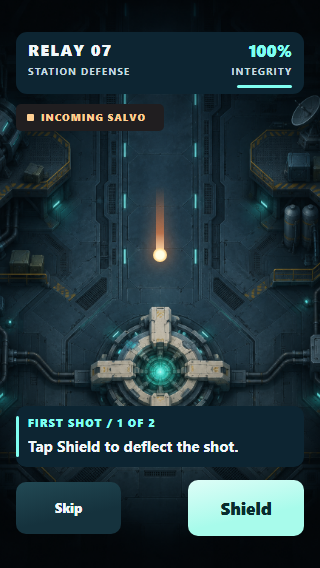 RELAY 07
100%
STATION DEFENSE
INTEGRITY
INCOMING SALVO
FIRST SHOT / 1 OF 2
Tap Shield to deflect the shot.
Skip
Shield